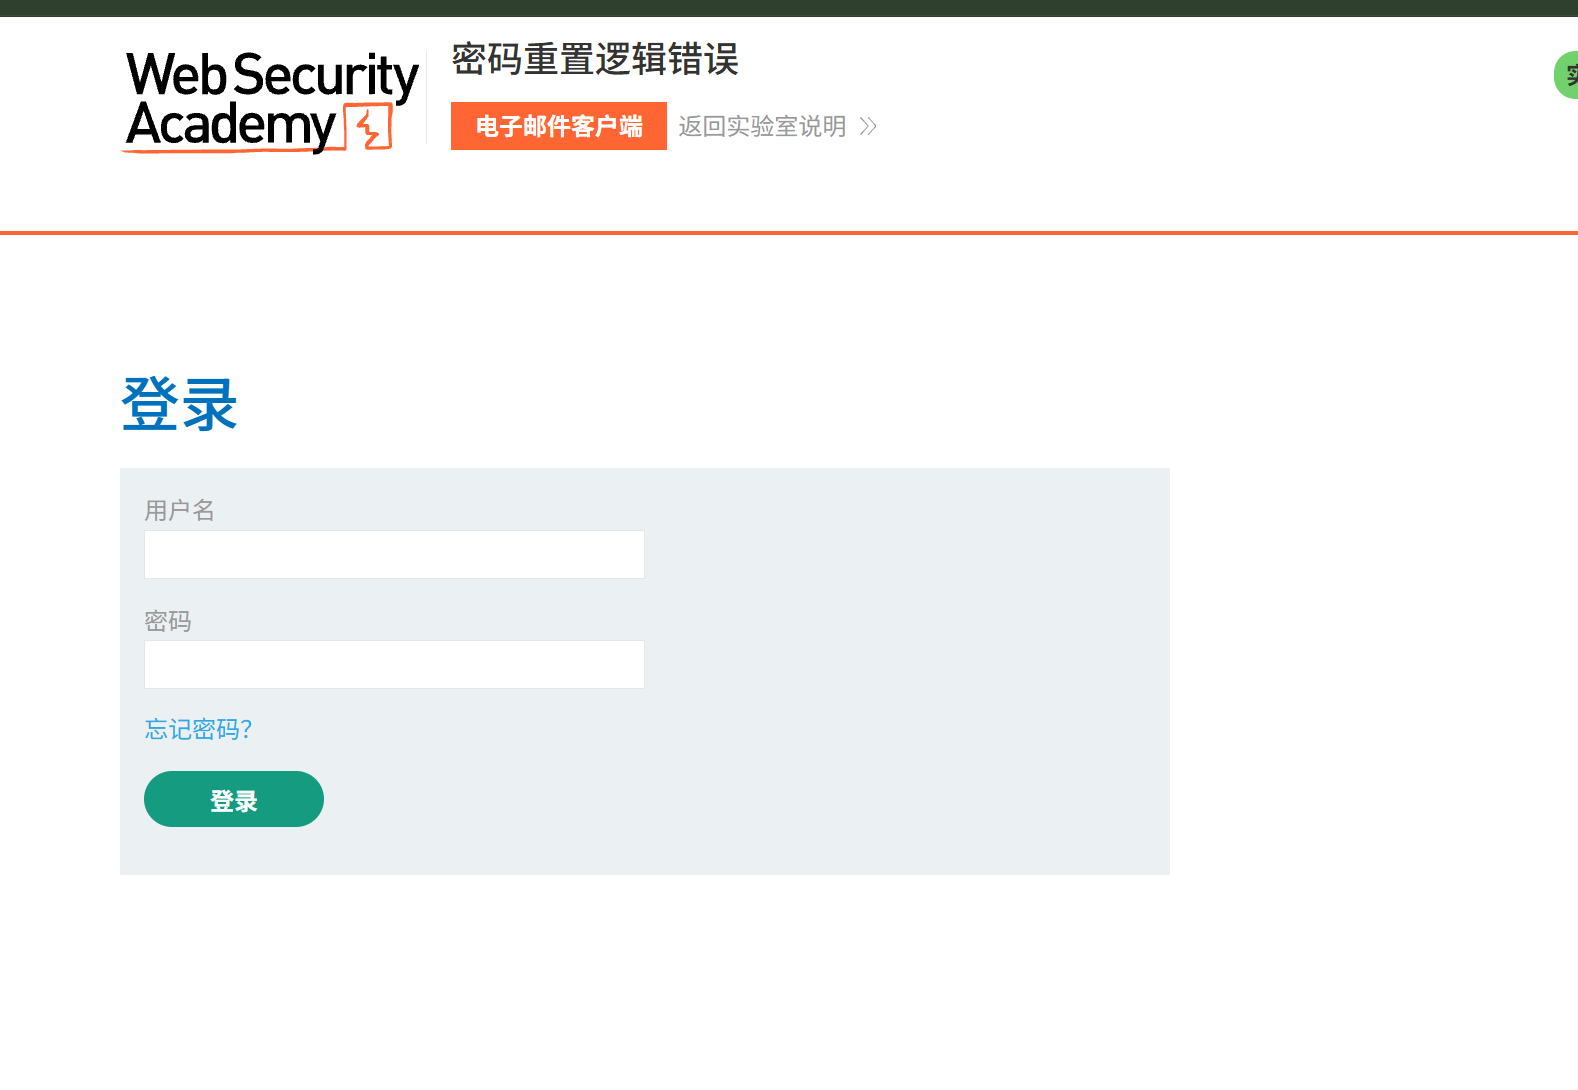 Web Security
Academy
密码重置逻辑错误
电子邮件客户端
返回实验室说明
登录
用户名
密码
忘记密码?
登录